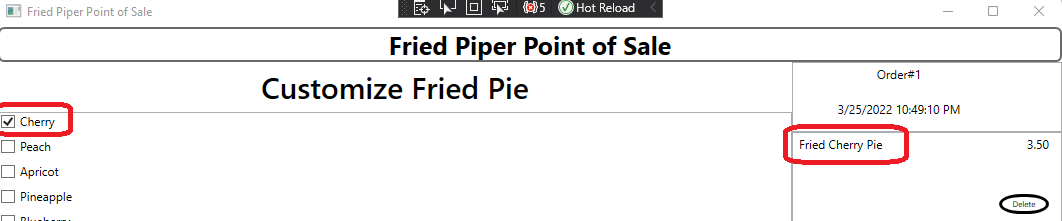 Fried Piper Point of Sale
5 Hot Reload
Fried Piper Point of Sale
Customize Fried Pie
Order#1
3/25/2022 10:49:10 PM
Cherry
Fried Cherry Pie 3.50
Peach
Apricot
Pineapple
Delete